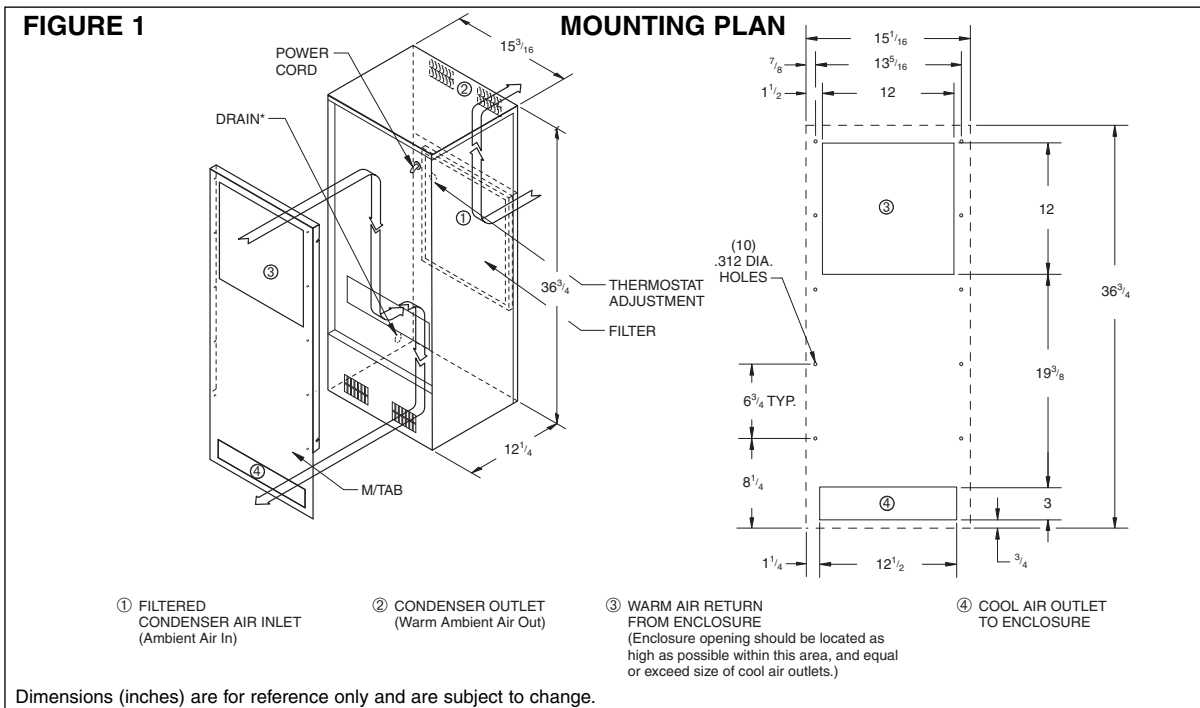 FIGURE 1
MOUNTING PLAN
POWER
CORD
DRAIN*
15 3/16
②
①
③
④
36 3/4
12 1/4
THERMOSTAT
ADJUSTMENT
FILTER
M/TAB
15 1/16
7/8
13 5/16
1 1/2
12
③
12
(10)
.312 DIA.
HOLES
36 3/4
19 3/8
6 3/4 TYP.
8 1/4
④
3
3/4
1 1/4
12 1/2
① FILTERED
CONDENSER AIR INLET
(Ambient Air In)
② CONDENSER OUTLET
(Warm Ambient Air Out)
③ WARM AIR RETURN
FROM ENCLOSURE
(Enclosure opening should be located as
high as possible within this area, and equal
or exceed size of cool air outlets.)
④ COOL AIR OUTLET
TO ENCLOSURE
Dimensions (inches) are for reference only and are subject to change.